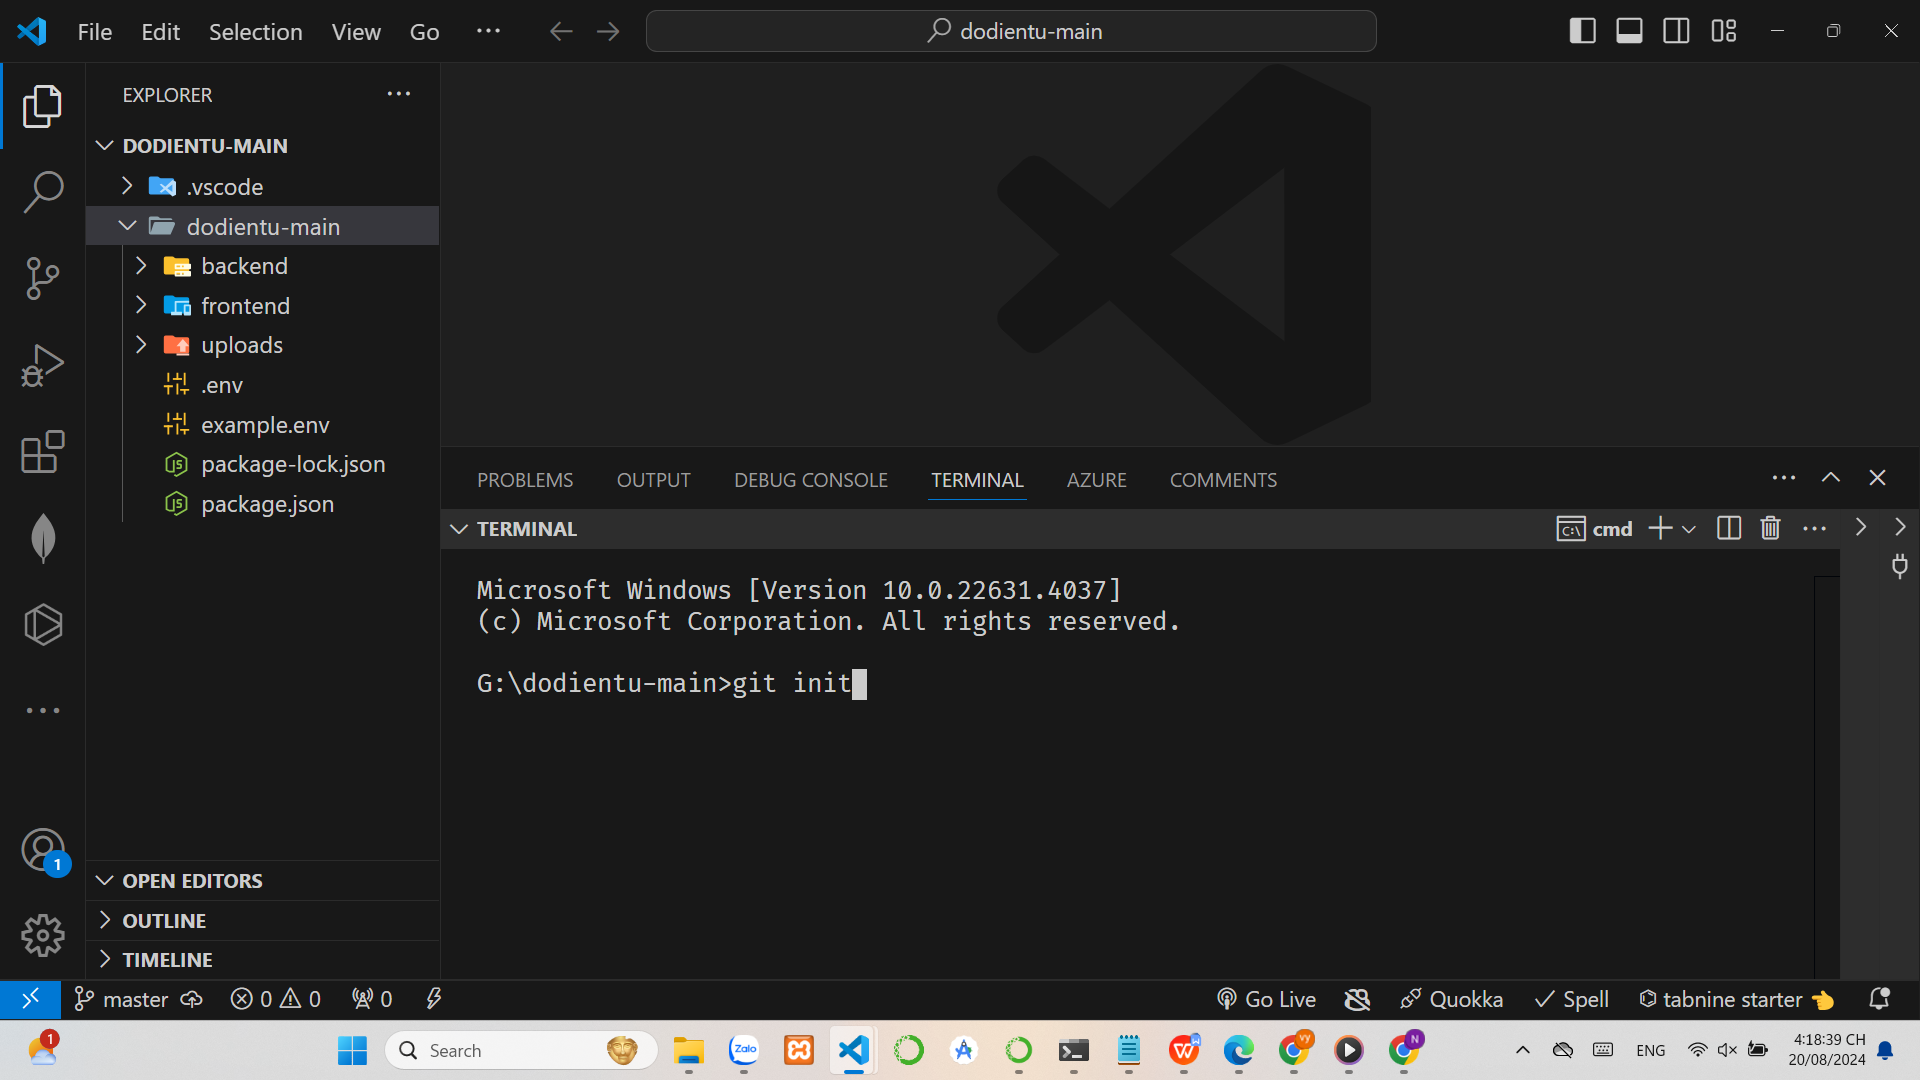 File Edit Selection View Go ···
dodientu-main
EXPLORER
DODIENTU-MAIN
.vscode
dodientu-main
backend
frontend
uploads
.env
example.env
package-lock.json
package.json
OPEN EDITORS
OUTLINE
TIMELINE
1
PROBLEMS OUTPUT DEBUG CONSOLE TERMINAL AZURE COMMENTS
TERMINAL
cmd
Microsoft Windows [Version 10.0.22631.4037]
(c) Microsoft Corporation. All rights reserved.
G:\dodientu-main>git init
master 0 0 0 Go Live Quokka Spell tabnine starter
1
Search
Zalo
ENG
4:18:39 CH
20/08/2024